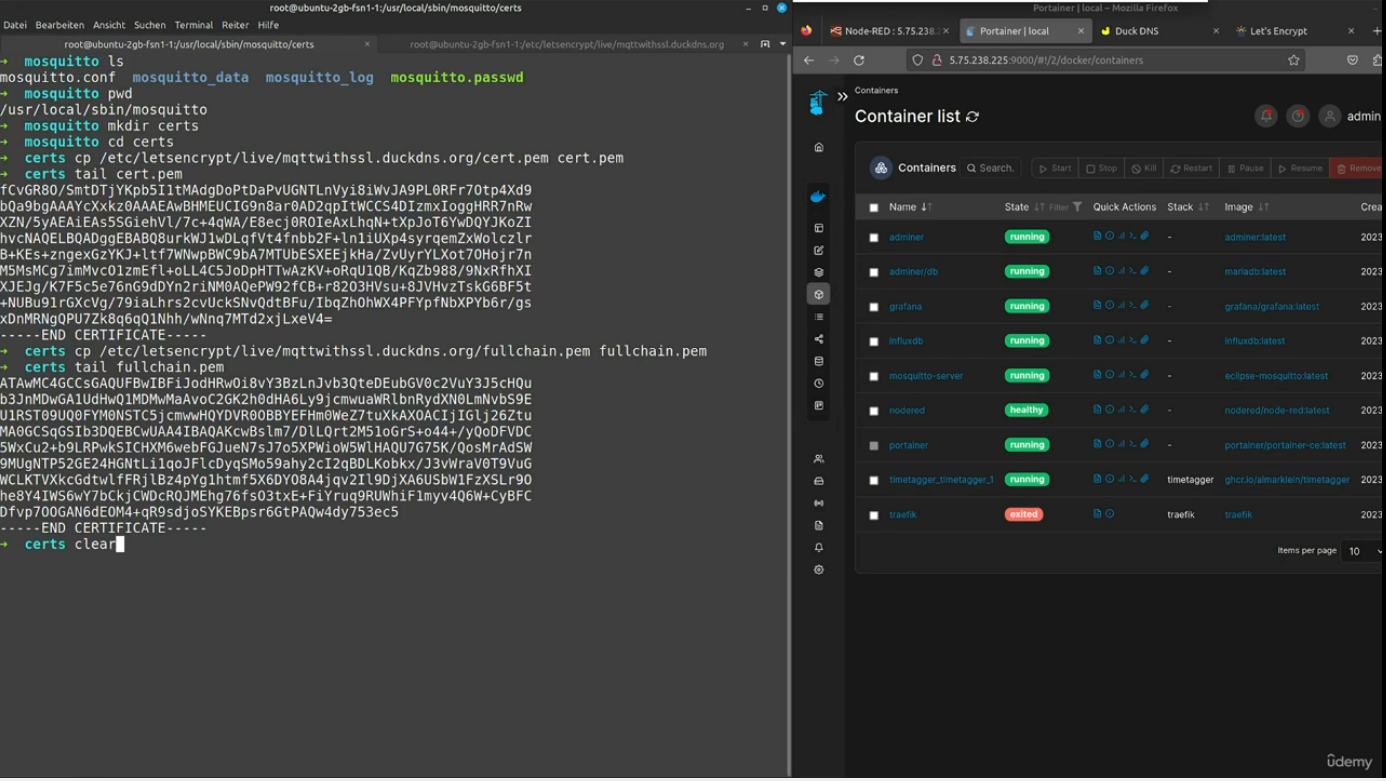 root@ubuntu-2gb-fsn1-1:/usr/local/sbin/mosquitto/certs
Datei Bearbeiten Ansicht Suchen Terminal Reiter Hilfe
root@ubuntu-2gb-fsn1-1:/usr/local/sbin/mosquitto/certs
root@ubuntu-2gb-fsn1-1:/etc/letsencrypt/live/mqttwithssl.duckdns.org
→ mosquitto ls
mosquitto.conf mosquitto_data mosquitto_log mosquitto.passwd
→ mosquitto pwd
/usr/local/sbin/mosquitto
→ mosquitto mkdir certs
→ mosquitto cd certs
→ certs cp /etc/letsencrypt/live/mqttwithssl.duckdns.org/cert.pem cert.pem
→ certs tail cert.pem
fCvGR8O/SmtDTjYKpb5I1tMAdgDoPtDaPvUGNTLnVyi8iWvJA9PL0RFr7Otp4Xd9
bQa9bgAAAYcXxkz0AAAEAwBHMEUCIG9n8ar0AD2qpItWCCS4DIzmxIoggHRR7nRw
XZN/5yAEAiEAs5SGiehVl/7c+4qWA/E8ecj0ROIeAxLhqN+tXpJoT6YwDQYJKoZI
hvcNAQELBQADggEBABQ8urkWJ1wDLqfVt4fnbb2F+ln1iUXp4syrqemZxWolczlr
B+KEs+zngexGzYKJ+ltf7WNwpBWC9bA7MTUbESXEEjkHa/ZvUyrYLXot7OHojr7n
M5MsMCg7imMvcO1zmEfl+oLL4C5JoDpHTTwAzKV+oRqU1QB/KqZb988/9NxRfhXI
XJEJg/K7F5c5e76nG9dDYn2riNM0AQePW92fCB+r82O3HVsu+8JVHvzTskG6BF5t
+NUBu91rGXcVg/79iaLhrs2cvUckSNvQdtBFu/IbqZhOhWX4PFYpfNbXPYb6r/gs
xDnMRNgQPU7Zk8q6qQ1Nhh/wNnq7MTd2xjLxeV4=
-----END CERTIFICATE-----
→ certs cp /etc/letsencrypt/live/mqttwithssl.duckdns.org/fullchain.pem fullchain.pem
→ certs tail fullchain.pem
ATAwMC4GCCsGAQUFBwIBFiJodHRwOi8vY3BzLnJvb3QteDEubGV0c2VuY3J5cHQu
b3JnMDwGA1UdHwQ1MDMwMaAvoC2GK2h0dHA6Ly9jcmwuaWRlbnRydXN0LmNvbS9E
U1RST09UQ0FYM0NSTC5jcmwwHQYDVR0OBBYEFHm0WeZ7tuXkAXOACIjIGlj26Ztu
MA0GCSqGSIb3DQEBCwUAA4IBAQAKcwBslm7/DlLQrt2M51oGrS+o44+/yQoDFVDC
5WxCu2+b9LRPwkSICHXM6webFGJueN7sJ7o5XPWioW5WlHAQU7G75K/QosMrAdSW
9MUgNTP52GE24HGNtLi1qoJFlcDyqSMo59ahy2cI2qBDLKobkx/J3vWraV0T9VuG
WCLKTVXkcGdtwlfFRjlBz4pYg1htmf5X6DYO8A4jqv2Il9DjXA6USbW1FzXSLr9O
he8Y4IWS6wY7bCkjCWDcRQJMEhg76fsO3txE+FiYruq9RUWhiF1myv4Q6W+CyBFC
Dfvp7OOGAN6dEOM4+qR9sdjoSYKEBpsr6GtPAQw4dy753ec5
-----END CERTIFICATE-----
→ certs clear
Portainer | local – Mozilla Firefox
Node-RED : 5.75.238.
Portainer | local
Duck DNS
Let's Encrypt
5.75.238.225:9000/#!/2/docker/containers
Containers
Container list
admin
Containers Search. Start Stop Kill Restart Pause Resume Remove
Name State Filter Quick Actions Stack Image Crea
adminer running - adminer:latest 2023
adminer/db running - mariadb:latest 2023
grafana running - grafana/grafana:latest 2023
influxdb running - influxdb:latest 2023
mosquitto-server running - eclipse-mosquitto:latest 2023
nodered healthy - nodered/node-red:latest 2023
portainer running - portainer/portainer-ce:latest 2023
timetagger_timetagger_1 running timetagger ghcr.io/almarklein/timetagger 2023
traefik exited traefik traefik 2023
Items per page 10
ûdemy